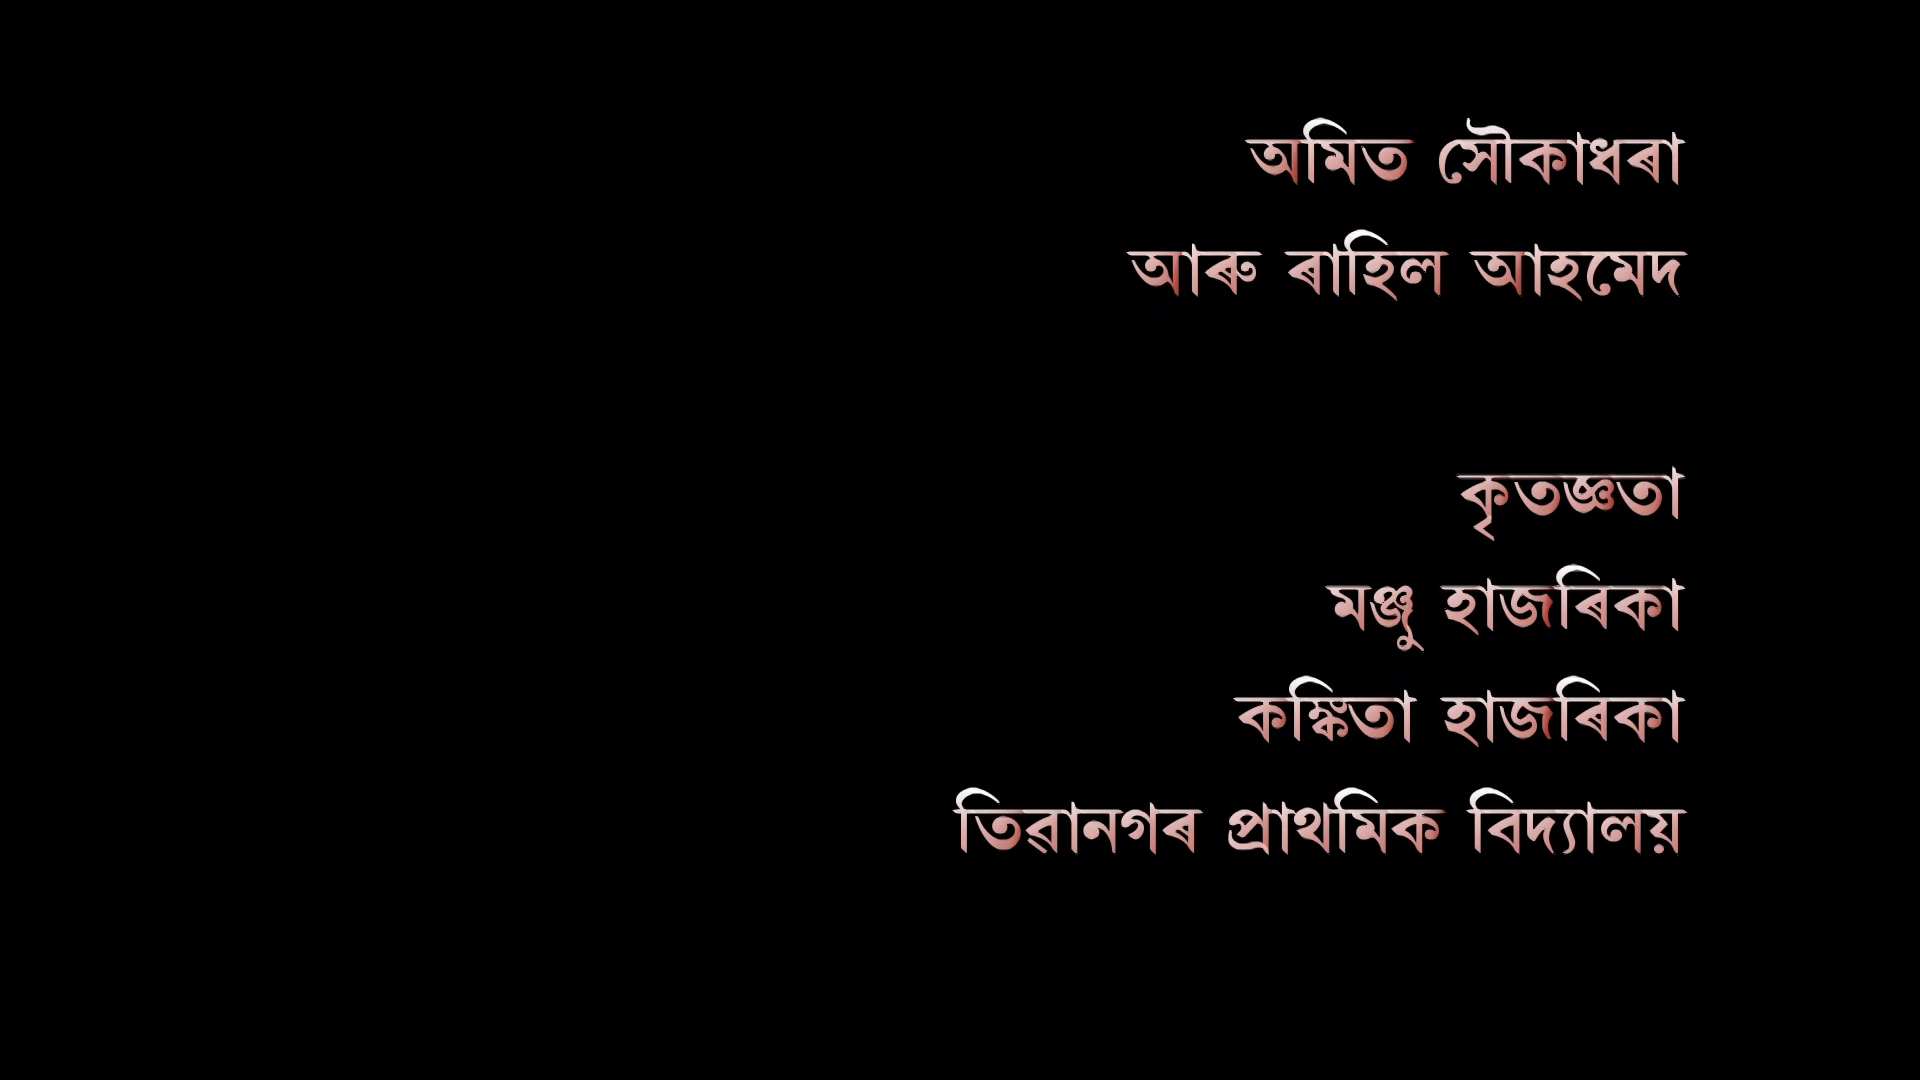 অমিত সৌকাধৰা
আৰু ৰাহিল আহমেদ
কৃতজ্ঞতা
মঞ্জু হাজৰিকা
কঙ্কিতা হাজৰিকা
তিৱানগৰ প্ৰাথমিক বিদ্যালয়